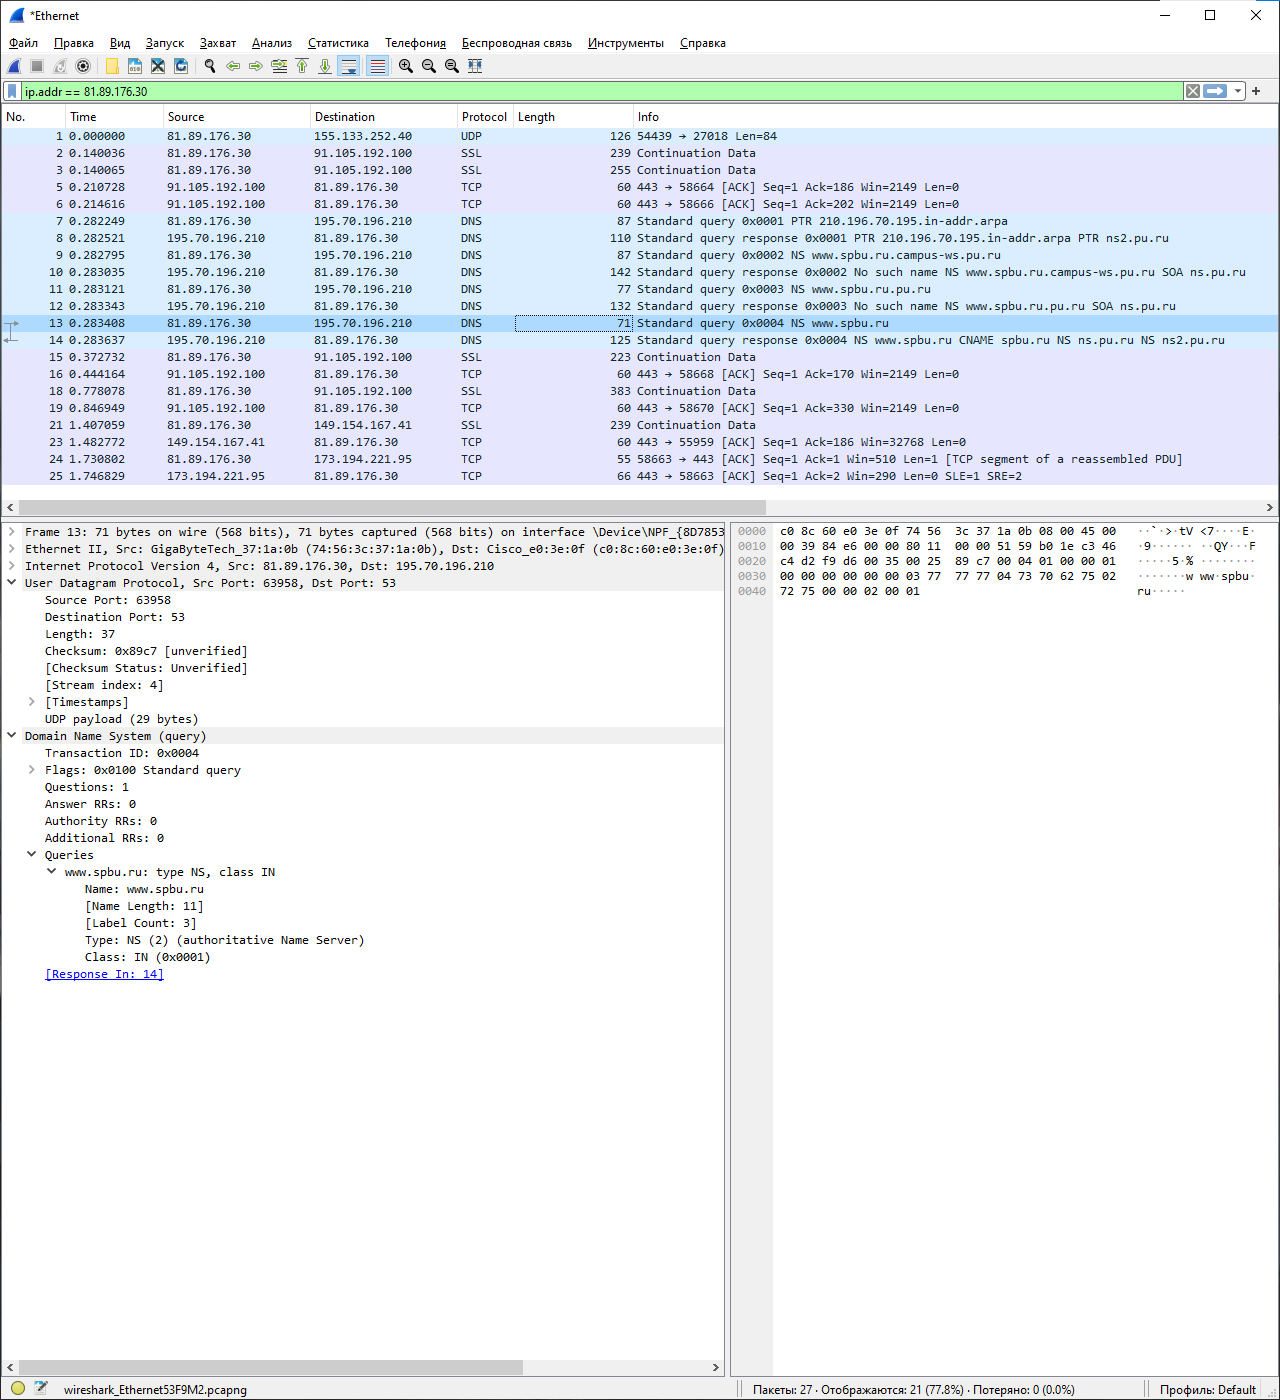 *Ethernet
Файл Правка Вид Запуск Захват Анализ Статистика Телефония Беспроводная связь Инструменты Справка
ip.addr == 81.89.176.30
No. Time Source Destination Protocol Length Info
1 0.000000 81.89.176.30 155.133.252.40 UDP 126 54439 → 27018 Len=84
2 0.140036 81.89.176.30 91.105.192.100 SSL 239 Continuation Data
3 0.140065 81.89.176.30 91.105.192.100 SSL 255 Continuation Data
5 0.210728 91.105.192.100 81.89.176.30 TCP 60 443 → 58664 [ACK] Seq=1 Ack=186 Win=2149 Len=0
6 0.214616 91.105.192.100 81.89.176.30 TCP 60 443 → 58666 [ACK] Seq=1 Ack=202 Win=2149 Len=0
7 0.282249 81.89.176.30 195.70.196.210 DNS 87 Standard query 0x0001 PTR 210.196.70.195.in-addr.arpa
8 0.282521 195.70.196.210 81.89.176.30 DNS 110 Standard query response 0x0001 PTR 210.196.70.195.in-addr.arpa PTR ns2.pu.ru
9 0.282795 81.89.176.30 195.70.196.210 DNS 87 Standard query 0x0002 NS www.spbu.ru.campus-ws.pu.ru
10 0.283035 195.70.196.210 81.89.176.30 DNS 142 Standard query response 0x0002 No such name NS www.spbu.ru.campus-ws.pu.ru SOA ns.pu.ru
11 0.283121 81.89.176.30 195.70.196.210 DNS 77 Standard query 0x0003 NS www.spbu.ru.pu.ru
12 0.283343 195.70.196.210 81.89.176.30 DNS 132 Standard query response 0x0003 No such name NS www.spbu.ru.pu.ru SOA ns.pu.ru
13 0.283408 81.89.176.30 195.70.196.210 DNS 71 Standard query 0x0004 NS www.spbu.ru
14 0.283637 195.70.196.210 81.89.176.30 DNS 125 Standard query response 0x0004 NS www.spbu.ru CNAME spbu.ru NS ns.pu.ru NS ns2.pu.ru
15 0.372732 81.89.176.30 91.105.192.100 SSL 223 Continuation Data
16 0.444164 91.105.192.100 81.89.176.30 TCP 60 443 → 58668 [ACK] Seq=1 Ack=170 Win=2149 Len=0
18 0.778078 81.89.176.30 91.105.192.100 SSL 383 Continuation Data
19 0.846949 91.105.192.100 81.89.176.30 TCP 60 443 → 58670 [ACK] Seq=1 Ack=330 Win=2149 Len=0
21 1.407059 81.89.176.30 149.154.167.41 SSL 239 Continuation Data
23 1.482772 149.154.167.41 81.89.176.30 TCP 60 443 → 55959 [ACK] Seq=1 Ack=186 Win=32768 Len=0
24 1.730802 81.89.176.30 173.194.221.95 TCP 55 58663 → 443 [ACK] Seq=1 Ack=1 Win=510 Len=1 [TCP segment of a reassembled PDU]
25 1.746829 173.194.221.95 81.89.176.30 TCP 66 443 → 58663 [ACK] Seq=1 Ack=2 Win=290 Len=0 SLE=1 SRE=2
Frame 13: 71 bytes on wire (568 bits), 71 bytes captured (568 bits) on interface \Device\NPF_{8D7853
Ethernet II, Src: GigaByteTech_37:1a:0b (74:56:3c:37:1a:0b), Dst: Cisco_e0:3e:0f (c0:8c:60:e0:3e:0f)
Internet Protocol Version 4, Src: 81.89.176.30, Dst: 195.70.196.210
User Datagram Protocol, Src Port: 63958, Dst Port: 53
Source Port: 63958
Destination Port: 53
Length: 37
Checksum: 0x89c7 [unverified]
[Checksum Status: Unverified]
[Stream index: 4]
[Timestamps]
UDP payload (29 bytes)
Domain Name System (query)
Transaction ID: 0x0004
Flags: 0x0100 Standard query
Questions: 1
Answer RRs: 0
Authority RRs: 0
Additional RRs: 0
Queries
www.spbu.ru: type NS, class IN
Name: www.spbu.ru
[Name Length: 11]
[Label Count: 3]
Type: NS (2) (authoritative Name Server)
Class: IN (0x0001)
[Response In: 14]
0000 c0 8c 60 e0 3e 0f 74 56 3c 37 1a 0b 08 00 45 00 ··`·>·tV <7····E·
0010 00 39 84 e6 00 00 80 11 00 00 51 59 b0 1e c3 46 ·9······ ··QY···F
0020 c4 d2 f9 d6 00 35 00 25 89 c7 00 04 01 00 00 01 ·····5·% ········
0030 00 00 00 00 00 00 03 77 77 77 04 73 70 62 75 02 ·······w ww·spbu·
0040 72 75 00 00 02 00 01 ru·····
wireshark_Ethernet53F9M2.pcapng Пакеты: 27 · Отображаются: 21 (77.8%) · Потеряно: 0 (0.0%) Профиль: Default